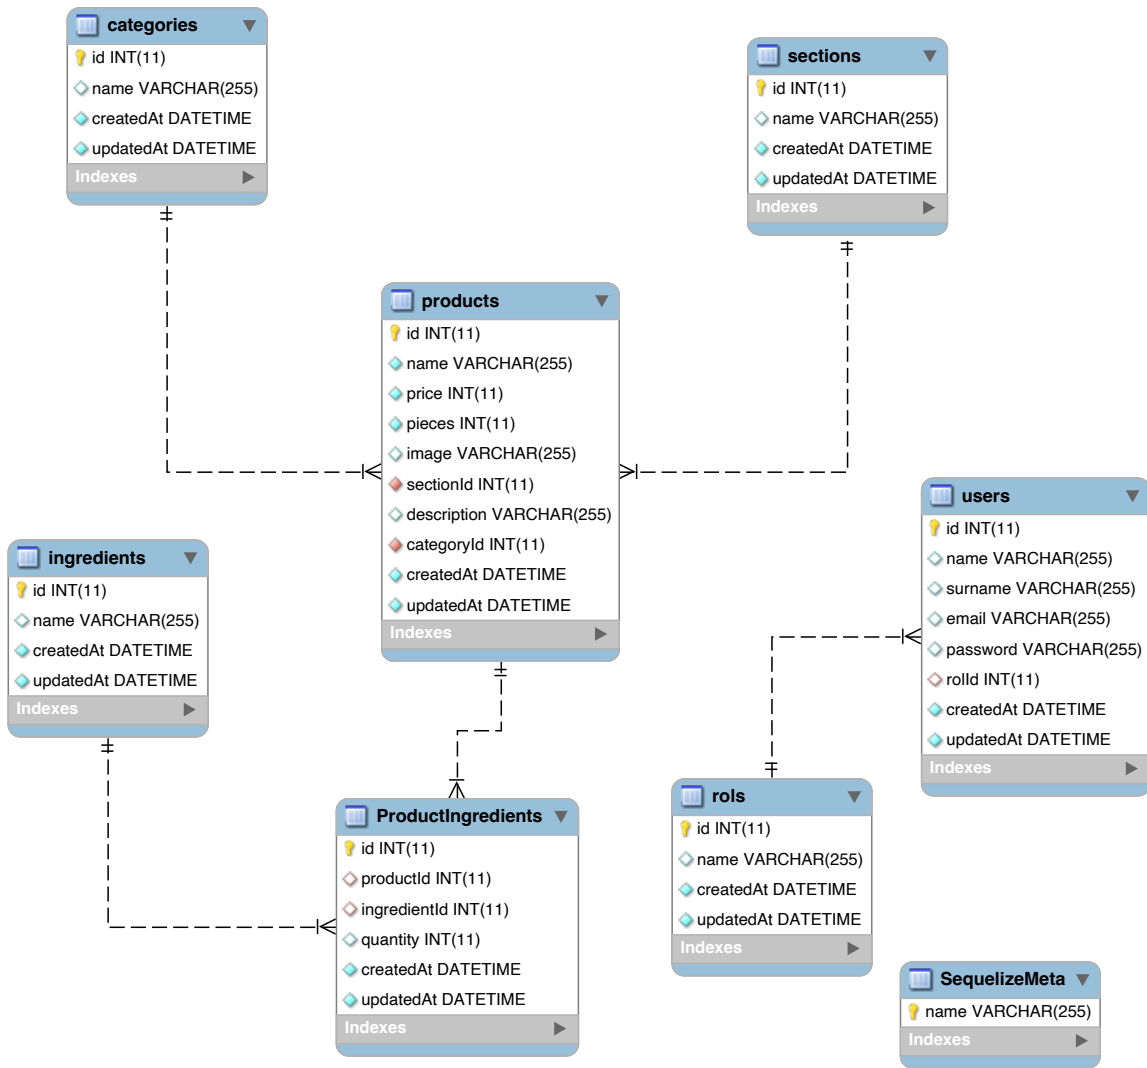 categories
id INT(11)
name VARCHAR(255)
createdAt DATETIME
updatedAt DATETIME
Indexes
sections
id INT(11)
name VARCHAR(255)
createdAt DATETIME
updatedAt DATETIME
Indexes
products
id INT(11)
name VARCHAR(255)
price INT(11)
pieces INT(11)
image VARCHAR(255)
sectionId INT(11)
description VARCHAR(255)
categoryId INT(11)
createdAt DATETIME
updatedAt DATETIME
Indexes
users
id INT(11)
name VARCHAR(255)
surname VARCHAR(255)
email VARCHAR(255)
password VARCHAR(255)
rolId INT(11)
createdAt DATETIME
updatedAt DATETIME
Indexes
ingredients
id INT(11)
name VARCHAR(255)
createdAt DATETIME
updatedAt DATETIME
Indexes
ProductIngredients
id INT(11)
productId INT(11)
ingredientId INT(11)
quantity INT(11)
createdAt DATETIME
updatedAt DATETIME
Indexes
rols
id INT(11)
name VARCHAR(255)
createdAt DATETIME
updatedAt DATETIME
Indexes
SequelizeMeta
name VARCHAR(255)
Indexes